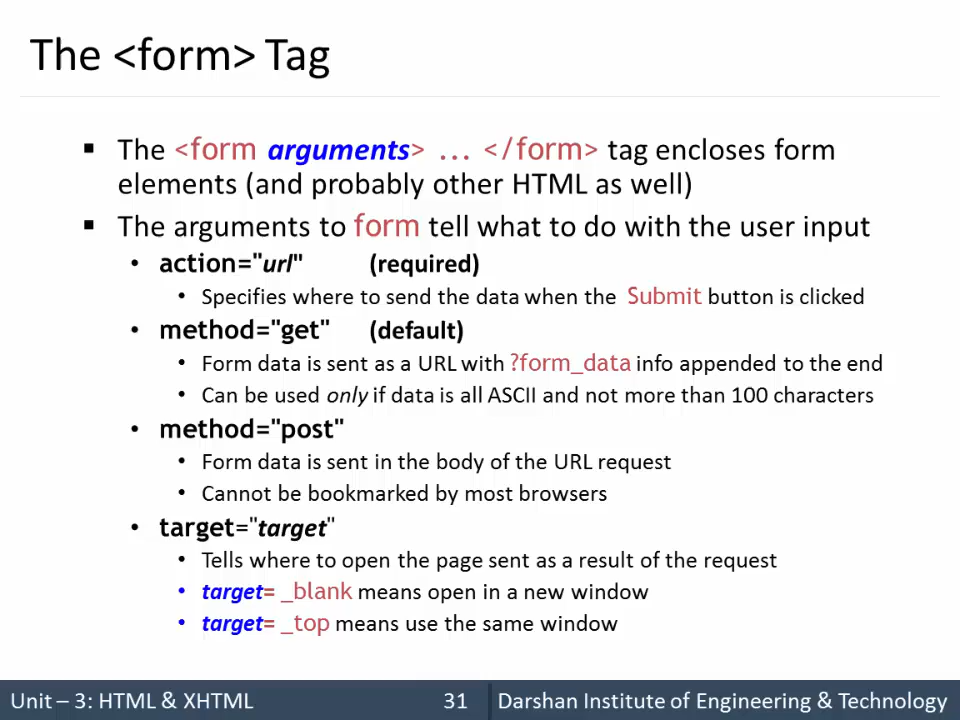 The <form> Tag
▪ The <form arguments> ... </form> tag encloses form
elements (and probably other HTML as well)
▪ The arguments to form tell what to do with the user input
• action="url" (required)
• Specifies where to send the data when the Submit button is clicked
• method="get" (default)
• Form data is sent as a URL with ?form_data info appended to the end
• Can be used only if data is all ASCII and not more than 100 characters
• method="post"
• Form data is sent in the body of the URL request
• Cannot be bookmarked by most browsers
• target="target"
• Tells where to open the page sent as a result of the request
• target= _blank means open in a new window
• target= _top means use the same window
Unit – 3: HTML & XHTML 31 Darshan Institute of Engineering & Technology